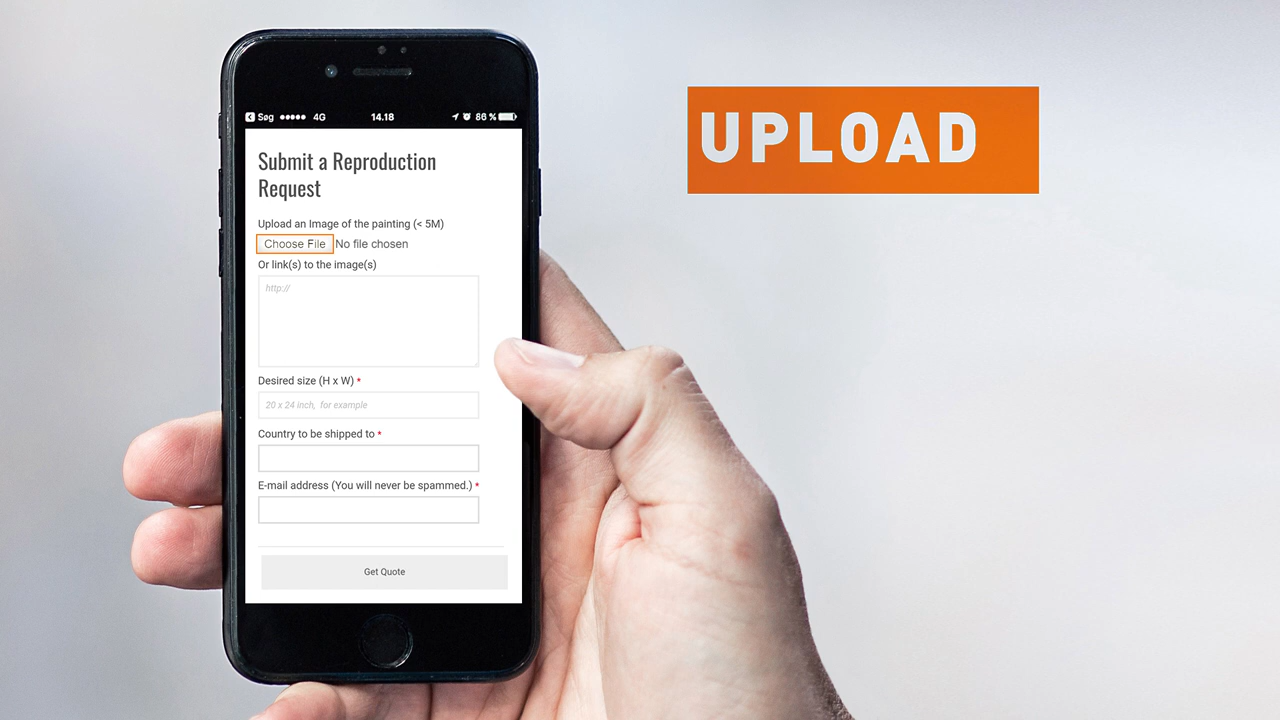 Søg 4G 14.18 86 %
Submit a Reproduction
Request
Upload an Image of the painting (< 5M)
Choose File No file chosen
Or link(s) to the image(s)
http://
Desired size (H x W) *
20 x 24 inch, for example
Country to be shipped to *
E-mail address (You will never be spammed.) *
Get Quote
UPLOAD